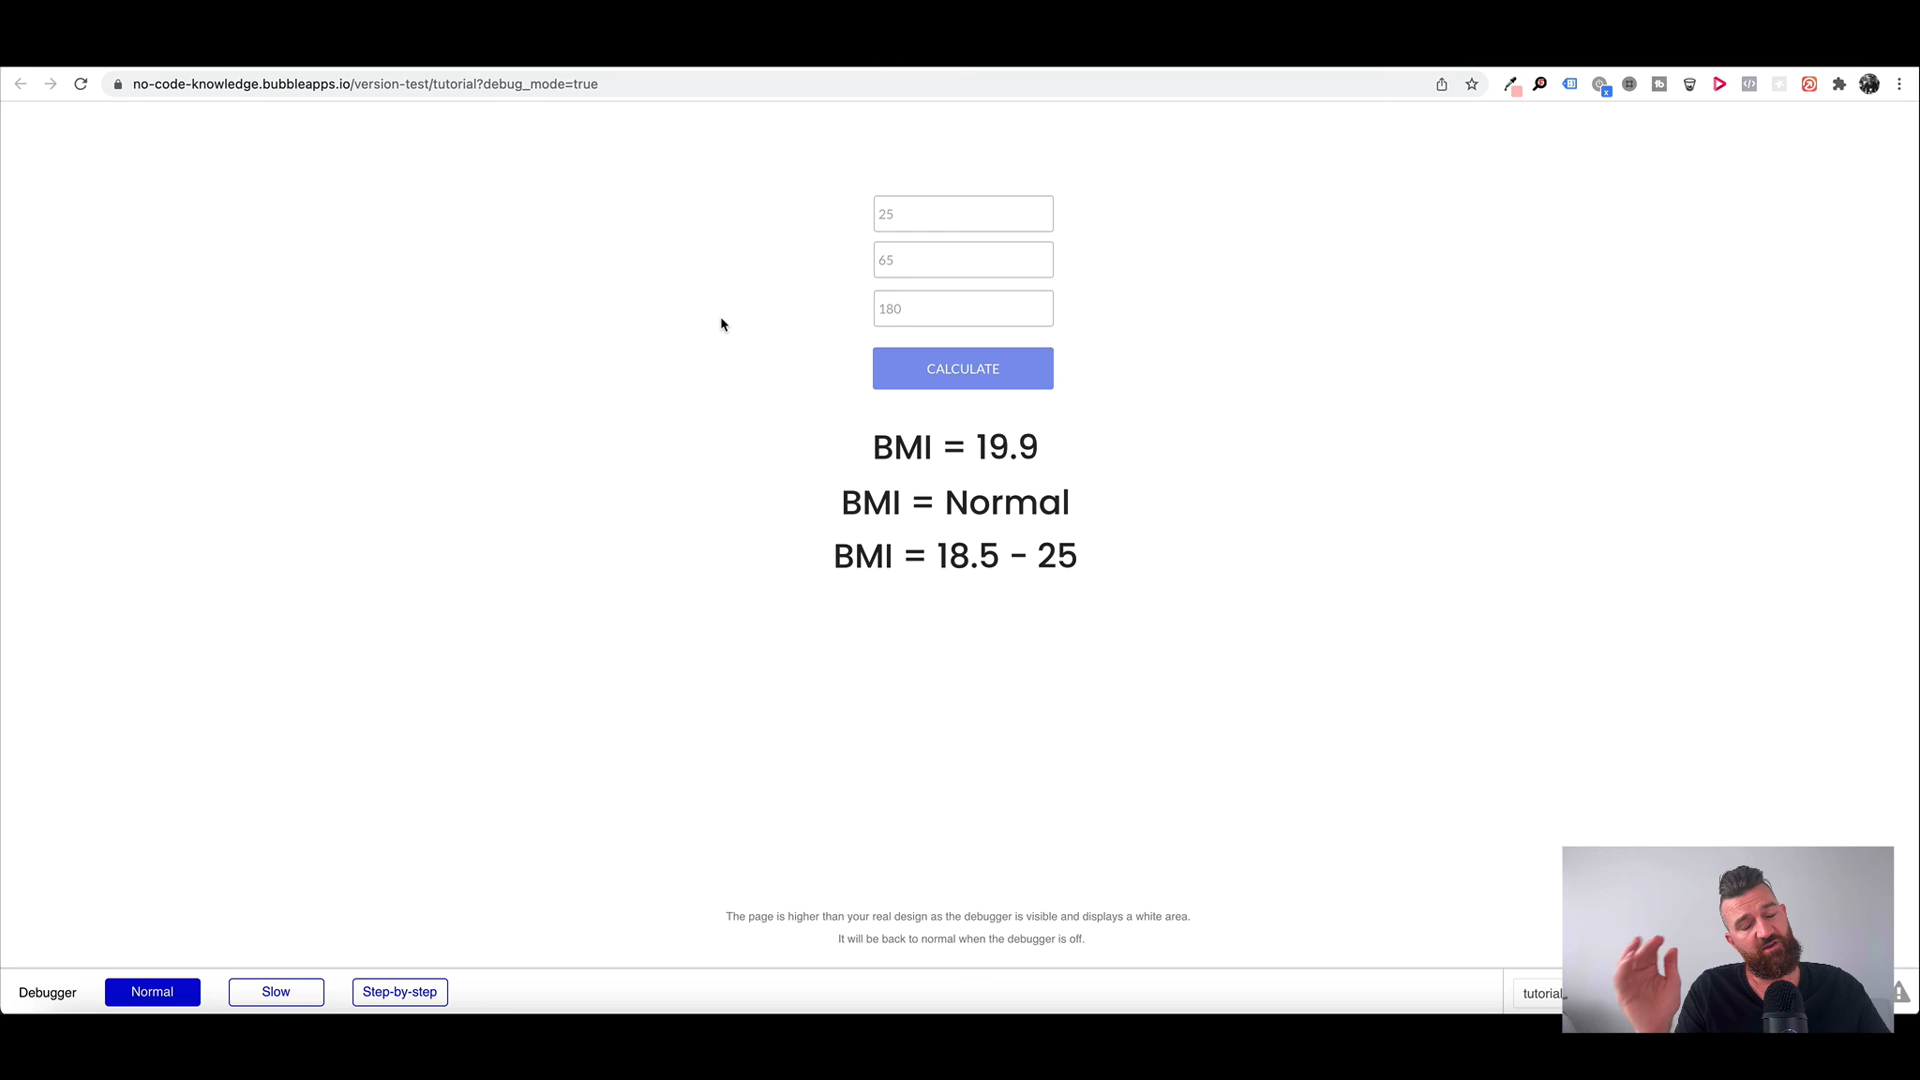 no-code-knowledge.bubbleapps.io/version-test/tutorial?debug_mode=true
25
65
180
CALCULATE
BMI = 19.9
BMI = Normal
BMI = 18.5 - 25
The page is higher than your real design as the debugger is visible and displays a white area.
It will be back to normal when the debugger is off.
Debugger
Normal
Slow
Step-by-step
tutorial